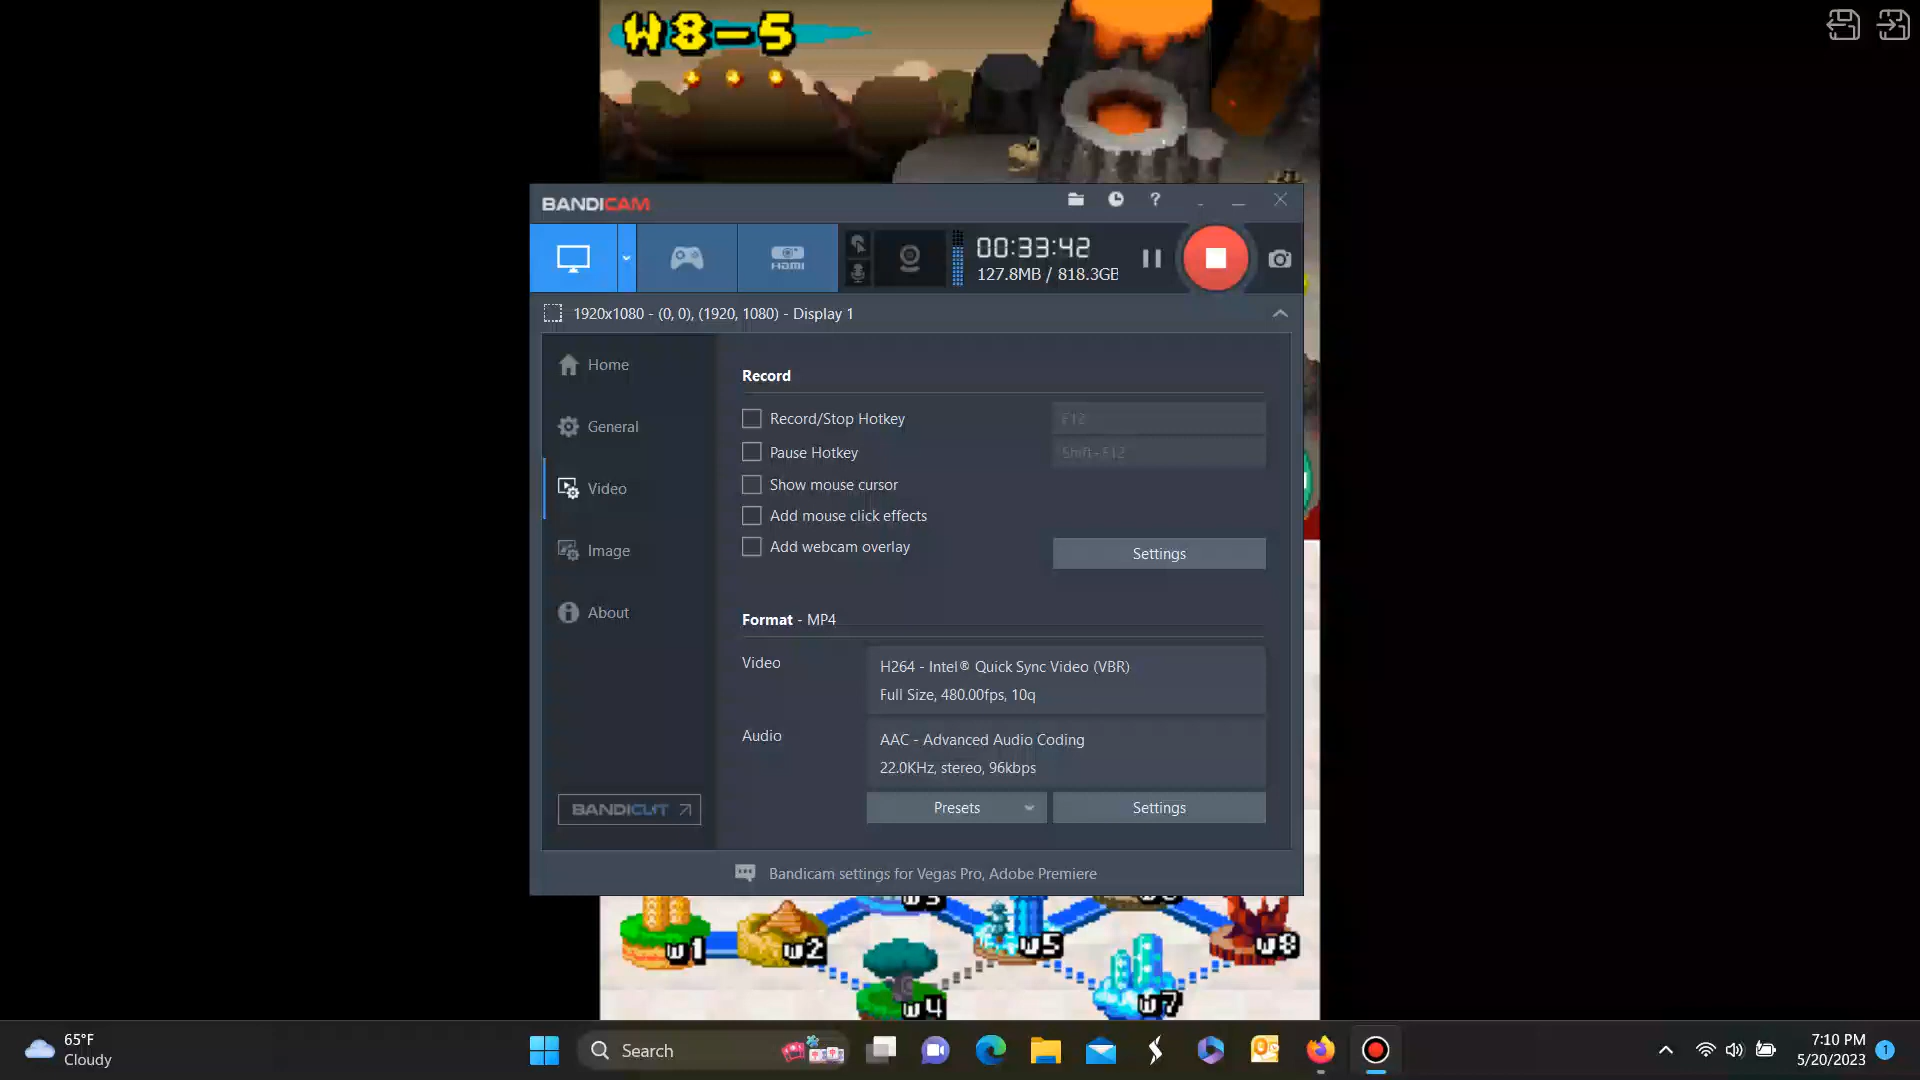 W8-5
BANDICAM
?
HDMI
00:33:42
127.8MB / 818.3GB
1920x1080 - (0, 0), (1920, 1080) - Display 1
Home
General
Video
Image
About
BANDICUT
Record
Record/Stop Hotkey
F12
Pause Hotkey
Shift+F12
Show mouse cursor
Add mouse click effects
Add webcam overlay
Settings
Format - MP4
Video
H264 - Intel® Quick Sync Video (VBR)
Full Size, 480.00fps, 10q
Audio
AAC - Advanced Audio Coding
22.0KHz, stereo, 96kbps
Presets
Settings
Bandicam settings for Vegas Pro, Adobe Premiere
W1
W2
W3
W4
W5
W7
W8
65°F
Cloudy
Search
7:10 PM
5/20/2023
1